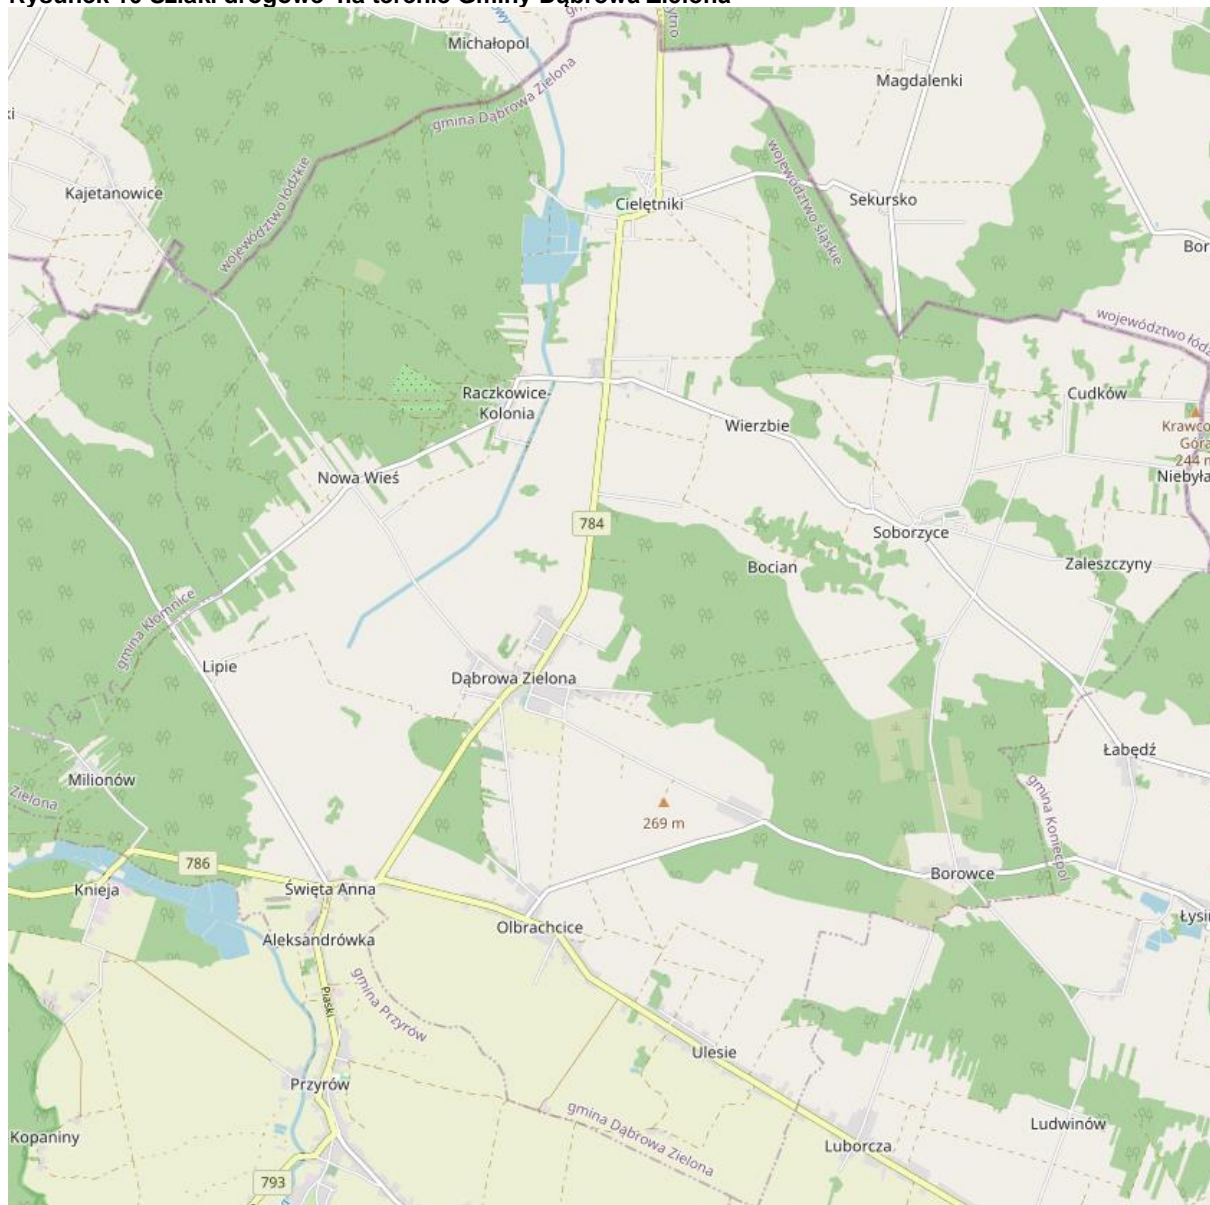 Michałopol
Magdalenki
gmina Dąbrowa Zielona
Kajetanowice
województwo łódzkie
województwo śląskie
Cielętniki
Sekursko
Bor
województwo łódz
Raczkowice-
Kolonia
Cudków
Wierzbie
Krawco
Góra
244 m
Niebyła
Nowa Wieś
784
Soborzyce
Bocian
Zaleszczyny
gmina Kłomnice
Lipie
Dąbrowa Zielona
Łabędź
Milionów
Zielona
269 m
gmina Koniecpol
786
Borowce
Knieja
Święta Anna
Olbrachcice
Łysi
Aleksandrówka
Piaski
gmina Przyrów
Ulesie
Przyrów
gmina Dąbrowa Zielona
Ludwinów
Kopaniny
Luborcza
793